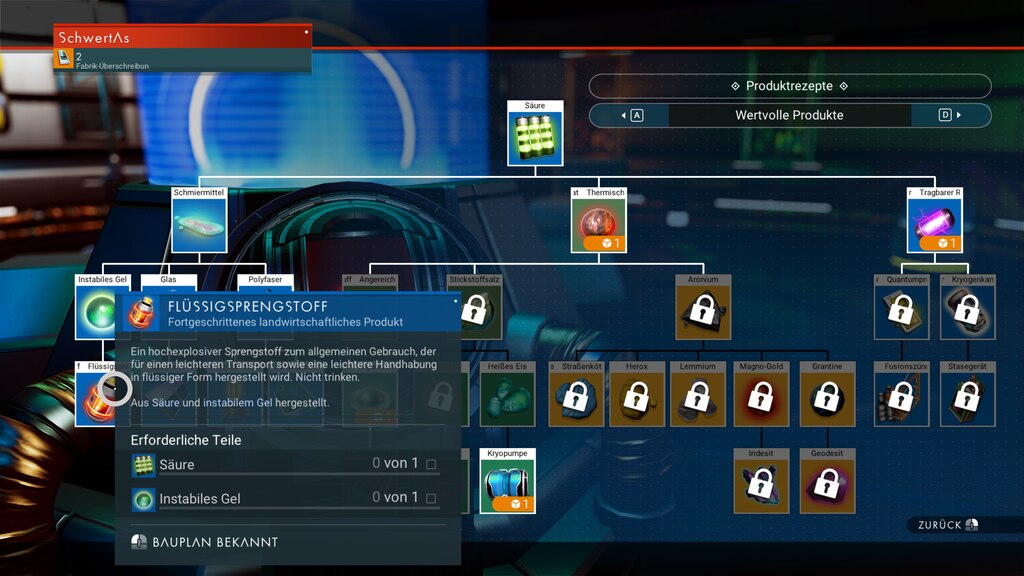 SchwertAs
2
Fabrik-Überschreibun
Produktrezepte
A
Wertvolle Produkte
D
Säure
Schmiermittel
Thermisch
r Tragbarer R
Instabiles Gel
Glas
Polyfaser
Angereich
Stickstoffsalz
Aronium
r Quantumpr
r Kryogenkan
1
1
FLÜSSIGSPRENGSTOFF
Fortgeschrittenes landwirtschaftliches Produkt
Ein hochexplosiver Sprengstoff zum allgemeinen Gebrauch, der
für einen leichteren Transport sowie eine leichtere Handhabung
in flüssiger Form hergestellt wird. Nicht trinken.
Aus Säure und instabilem Gel hergestellt.
Erforderliche Teile
Säure 0 von 1
Instabiles Gel 0 von 1
BAUPLAN BEKANNT
f Flüssig
Heißes Eis
Straßenköt
Herox
Lemmium
Magno-Gold
Grantine
Fusionszün
Stasegerät
Kryopumpe
1
Iridesit
Geodesit
ZURÜCK